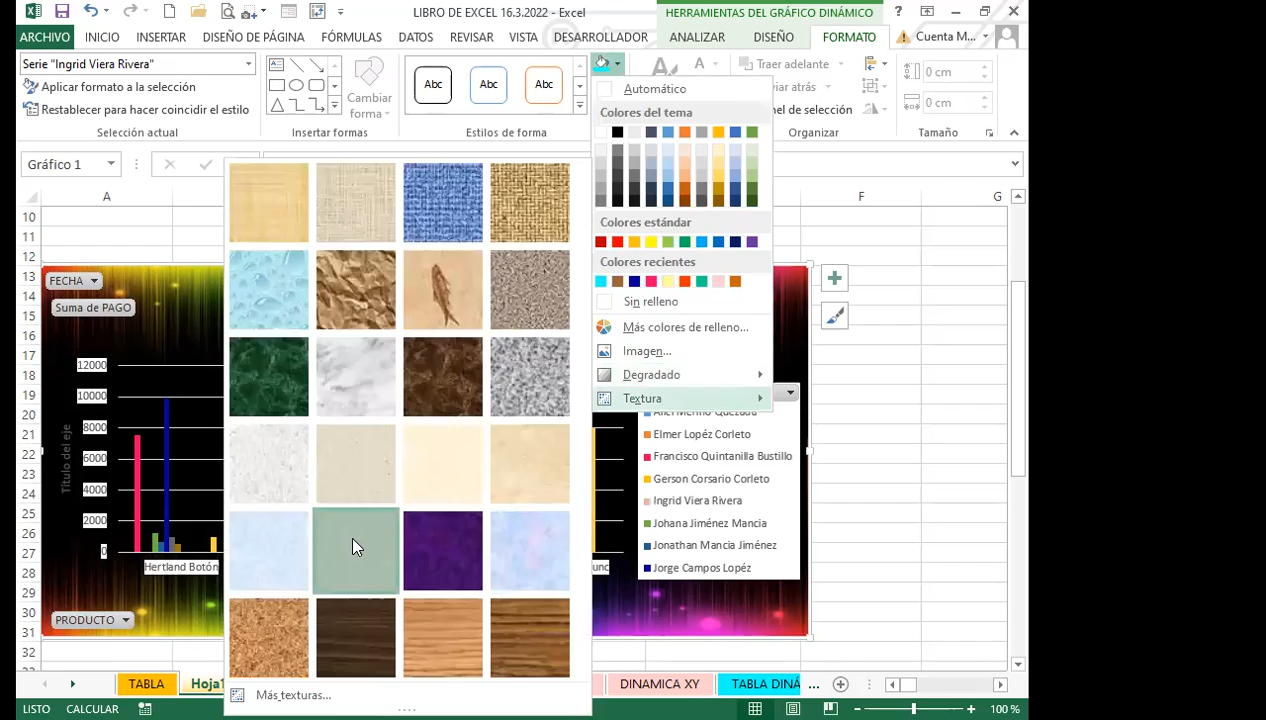 LIBRO DE EXCEL 16.3.2022 - Excel
HERRAMIENTAS DEL GRÁFICO DINÁMICO
ARCHIVO INICIO INSERTAR DISEÑO DE PÁGINA FÓRMULAS DATOS REVISAR VISTA DESARROLLADOR ANALIZAR DISEÑO FORMATO Cuenta M...
Serie "Ingrid Viera Rivera"
Aplicar formato a la selección
Restablecer para hacer coincidir el estilo
Selección actual
Cambiar
forma
Insertar formas
Abc Abc Abc
Estilos de forma
Traer adelante
viar atrás
nel de selección
Organizar
0 cm
0 cm
Tamaño
Automático
Colores del tema
Colores estándar
Colores recientes
Sin relleno
Más colores de relleno...
Imagen...
Degradado
Textura
Gráfico 1
A F G
10
11
12
13
14
15
16
17
18
19
20
21
22
23
24
25
26
27
28
29
30
31
32
FECHA
Suma de PAGO
12000
10000
8000
6000
4000
2000
0
Título del eje
Hertland Botón
PRODUCTO
Elmer Lopéz Corleto
Francisco Quintanilla Bustillo
Gerson Corsario Corleto
Ingrid Viera Rivera
Johana Jiménez Mancia
Jonathan Mancia Jiménez
Jorge Campos Lopéz
Más texturas...
TABLA Hoja1 DINAMICA XY TABLA DINÁ ...
LISTO CALCULAR 100 %